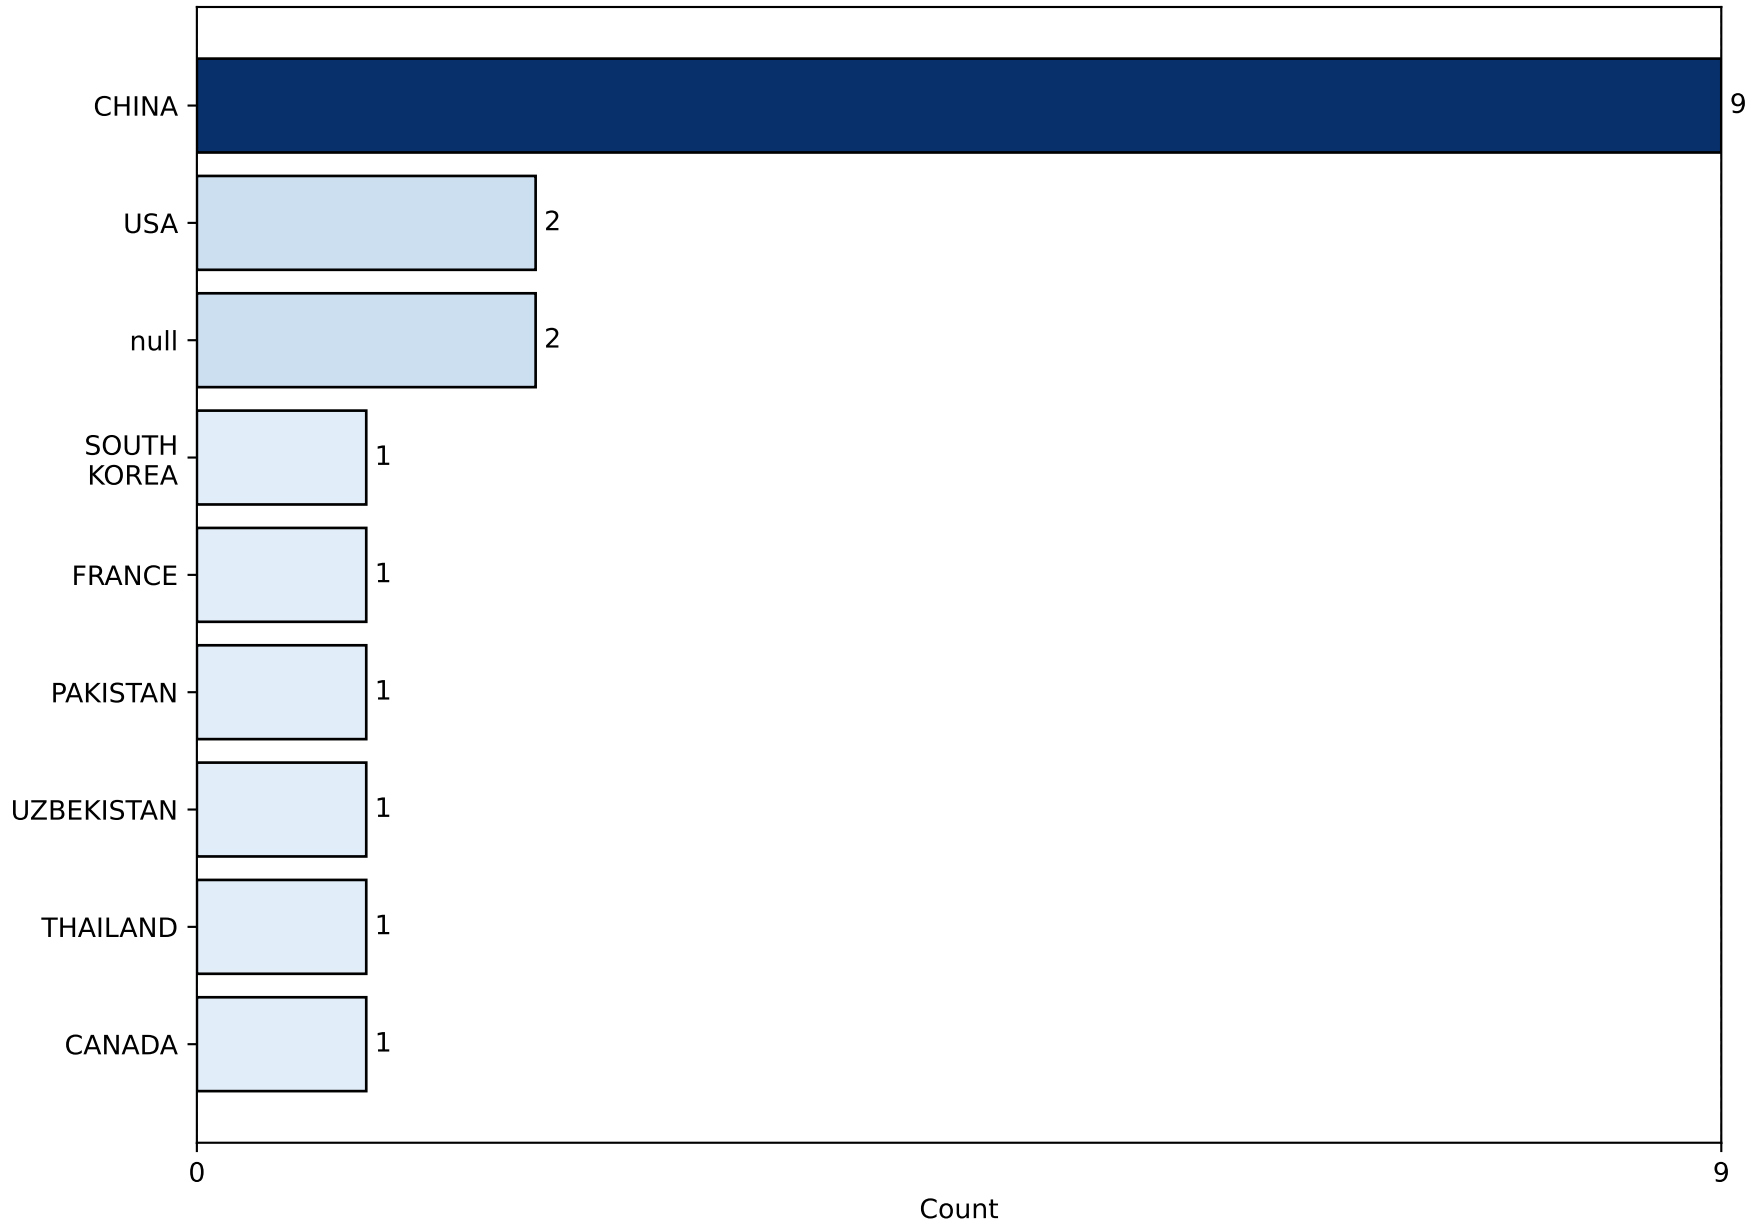 CHINA
9
USA
2
null
2
SOUTH
KOREA
1
FRANCE
1
PAKISTAN
1
UZBEKISTAN
1
THAILAND
1
CANADA
1
0
9
Count